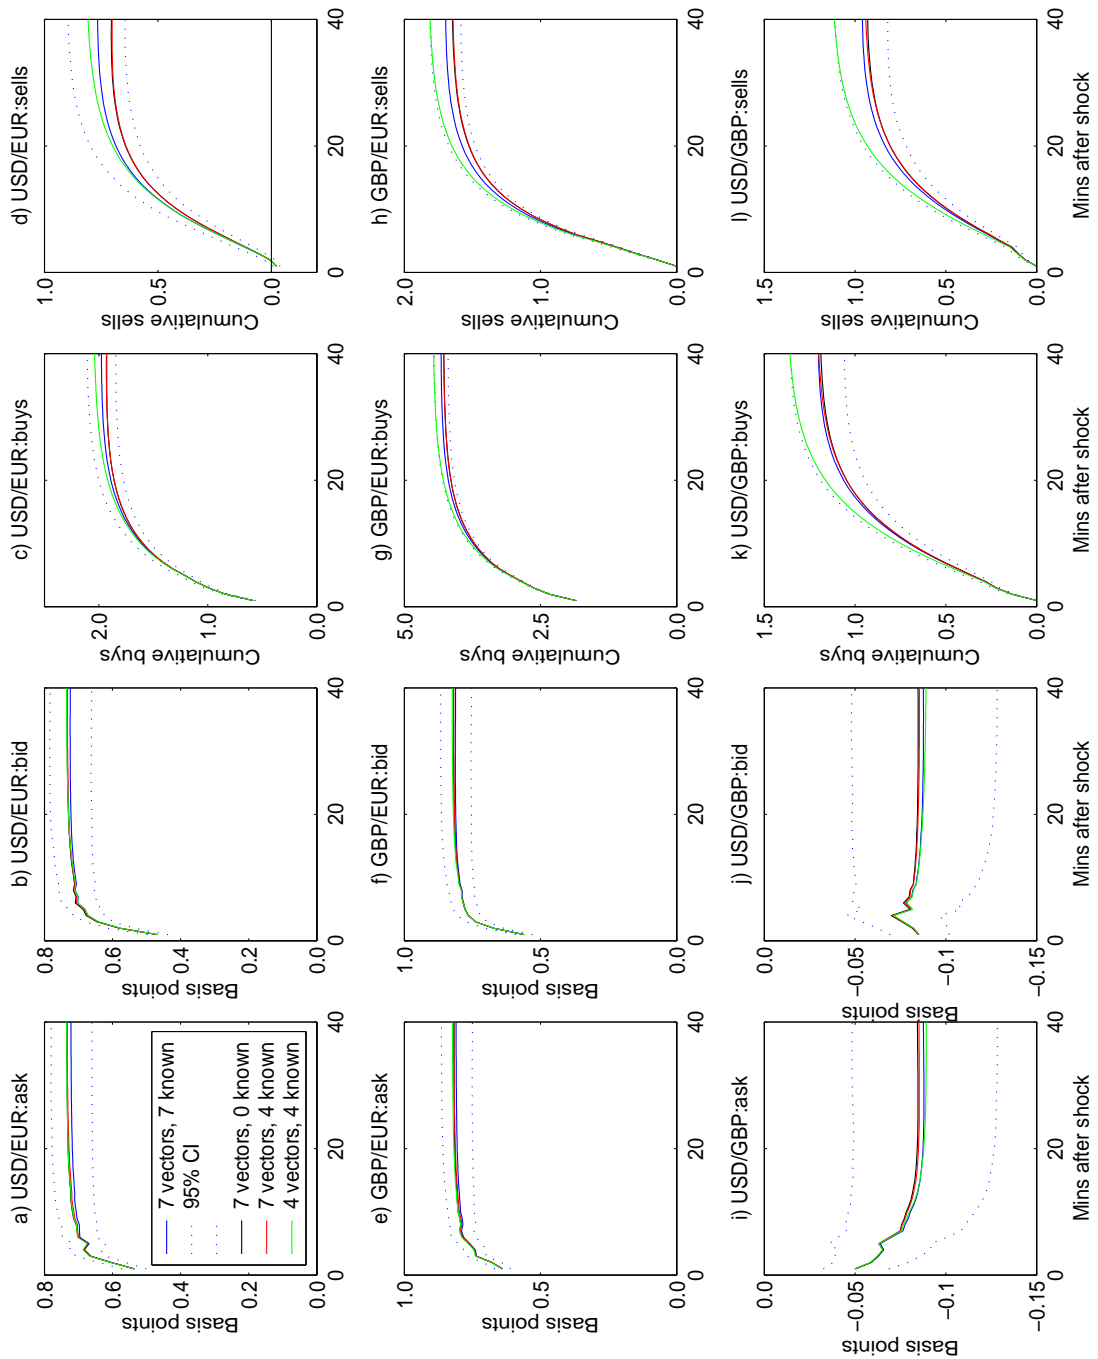 a) USD/EUR:ask
0.8
0.6
0.4
0.2
0.0
Basis points
0
20
40
7 vectors, 7 known
95% CI
7 vectors, 0 known
7 vectors, 4 known
4 vectors, 4 known
b) USD/EUR:bid
0.8
0.6
0.4
0.2
0.0
Basis points
0
20
40
c) USD/EUR:buys
2.0
1.0
0.0
Cumulative buys
0
20
40
d) USD/EUR:sells
1.0
0.5
0.0
Cumulative sells
0
20
40
e) GBP/EUR:ask
1.0
0.5
0.0
Basis points
0
20
40
f) GBP/EUR:bid
1.0
0.5
0.0
Basis points
0
20
40
g) GBP/EUR:buys
5.0
2.5
0.0
Cumulative buys
0
20
40
h) GBP/EUR:sells
2.0
1.0
0.0
Cumulative sells
0
20
40
i) USD/GBP:ask
0.0
−0.05
−0.1
−0.15
Basis points
0
20
40
Mins after shock
j) USD/GBP:bid
0.0
−0.05
−0.1
−0.15
Basis points
0
20
40
Mins after shock
k) USD/GBP:buys
1.5
1.0
0.5
0.0
Cumulative buys
0
20
40
Mins after shock
l) USD/GBP:sells
1.5
1.0
0.5
0.0
Cumulative sells
0
20
40
Mins after shock